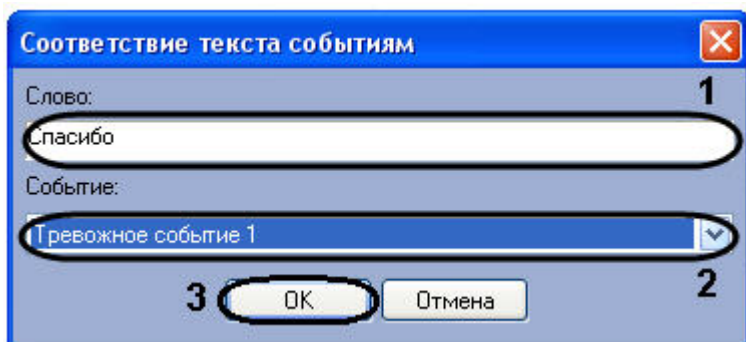 Соответствие текста событиям
Слово:
1
Спасибо
Событие:
Тревожное событие 1
2
3 OK Отмена